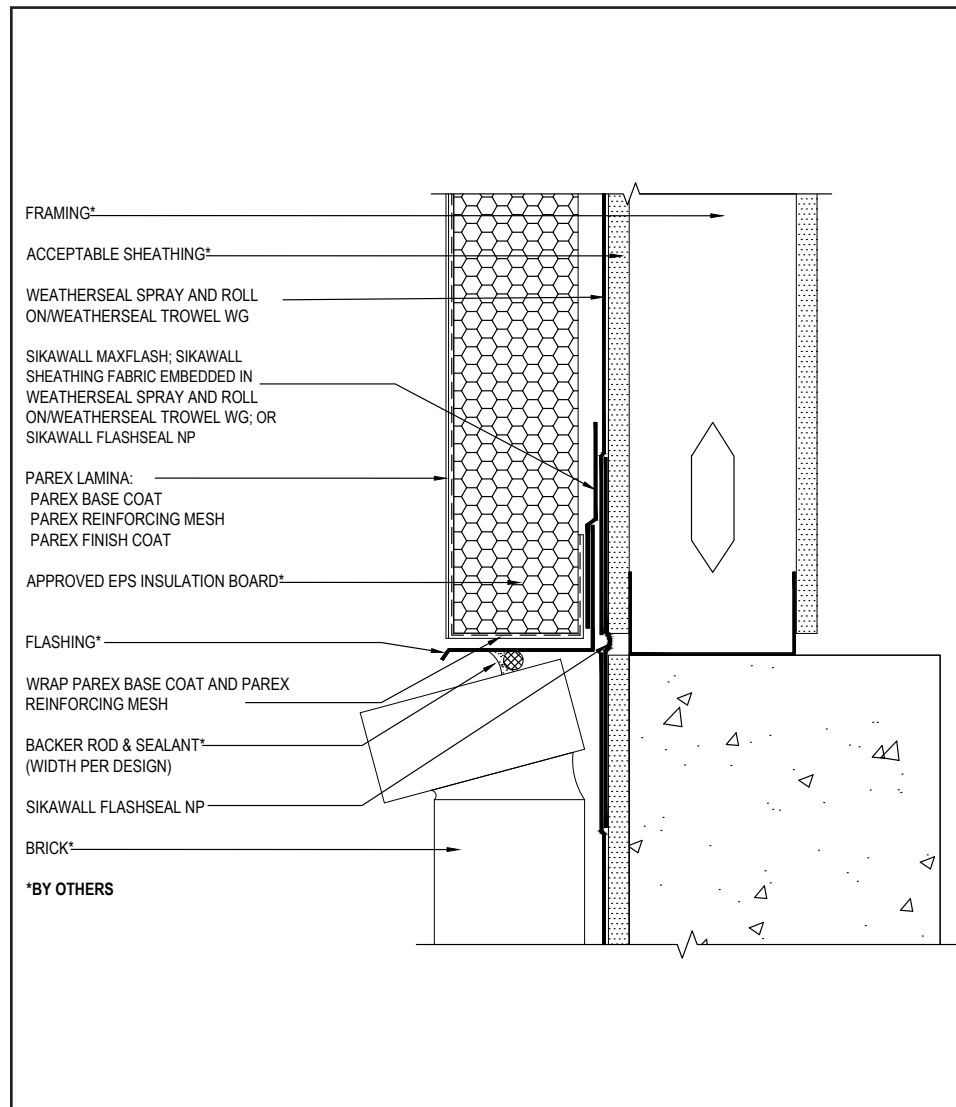 FRAMING*
ACCEPTABLE SHEATHING*
WEATHERSEAL SPRAY AND ROLL
ON/WEATHERSEAL TROWEL WG
SIKAWALL MAXFLASH; SIKAWALL
SHEATHING FABRIC EMBEDDED IN
WEATHERSEAL SPRAY AND ROLL
ON/WEATHERSEAL TROWEL WG; OR
SIKAWALL FLASHSEAL NP
PAREX LAMINA:
PAREX BASE COAT
PAREX REINFORCING MESH
PAREX FINISH COAT
APPROVED EPS INSULATION BOARD*
FLASHING*
WRAP PAREX BASE COAT AND PAREX
REINFORCING MESH
BACKER ROD & SEALANT*
(WIDTH PER DESIGN)
SIKAWALL FLASHSEAL NP
BRICK*
*BY OTHERS